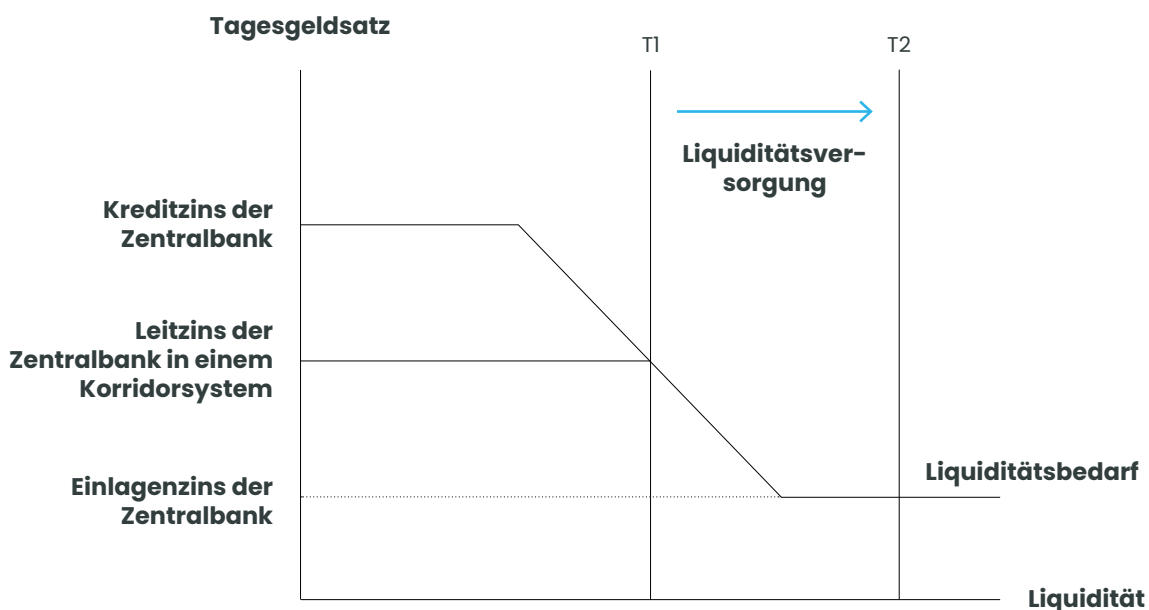 Tagesgeldsatz
T1
T2
Liquiditätsver-
sorgung
Kreditzins der
Zentralbank
Leitzins der
Zentralbank in einem
Korridorsystem
Einlagenzins der
Zentralbank
Liquiditätsbedarf
Liquidität